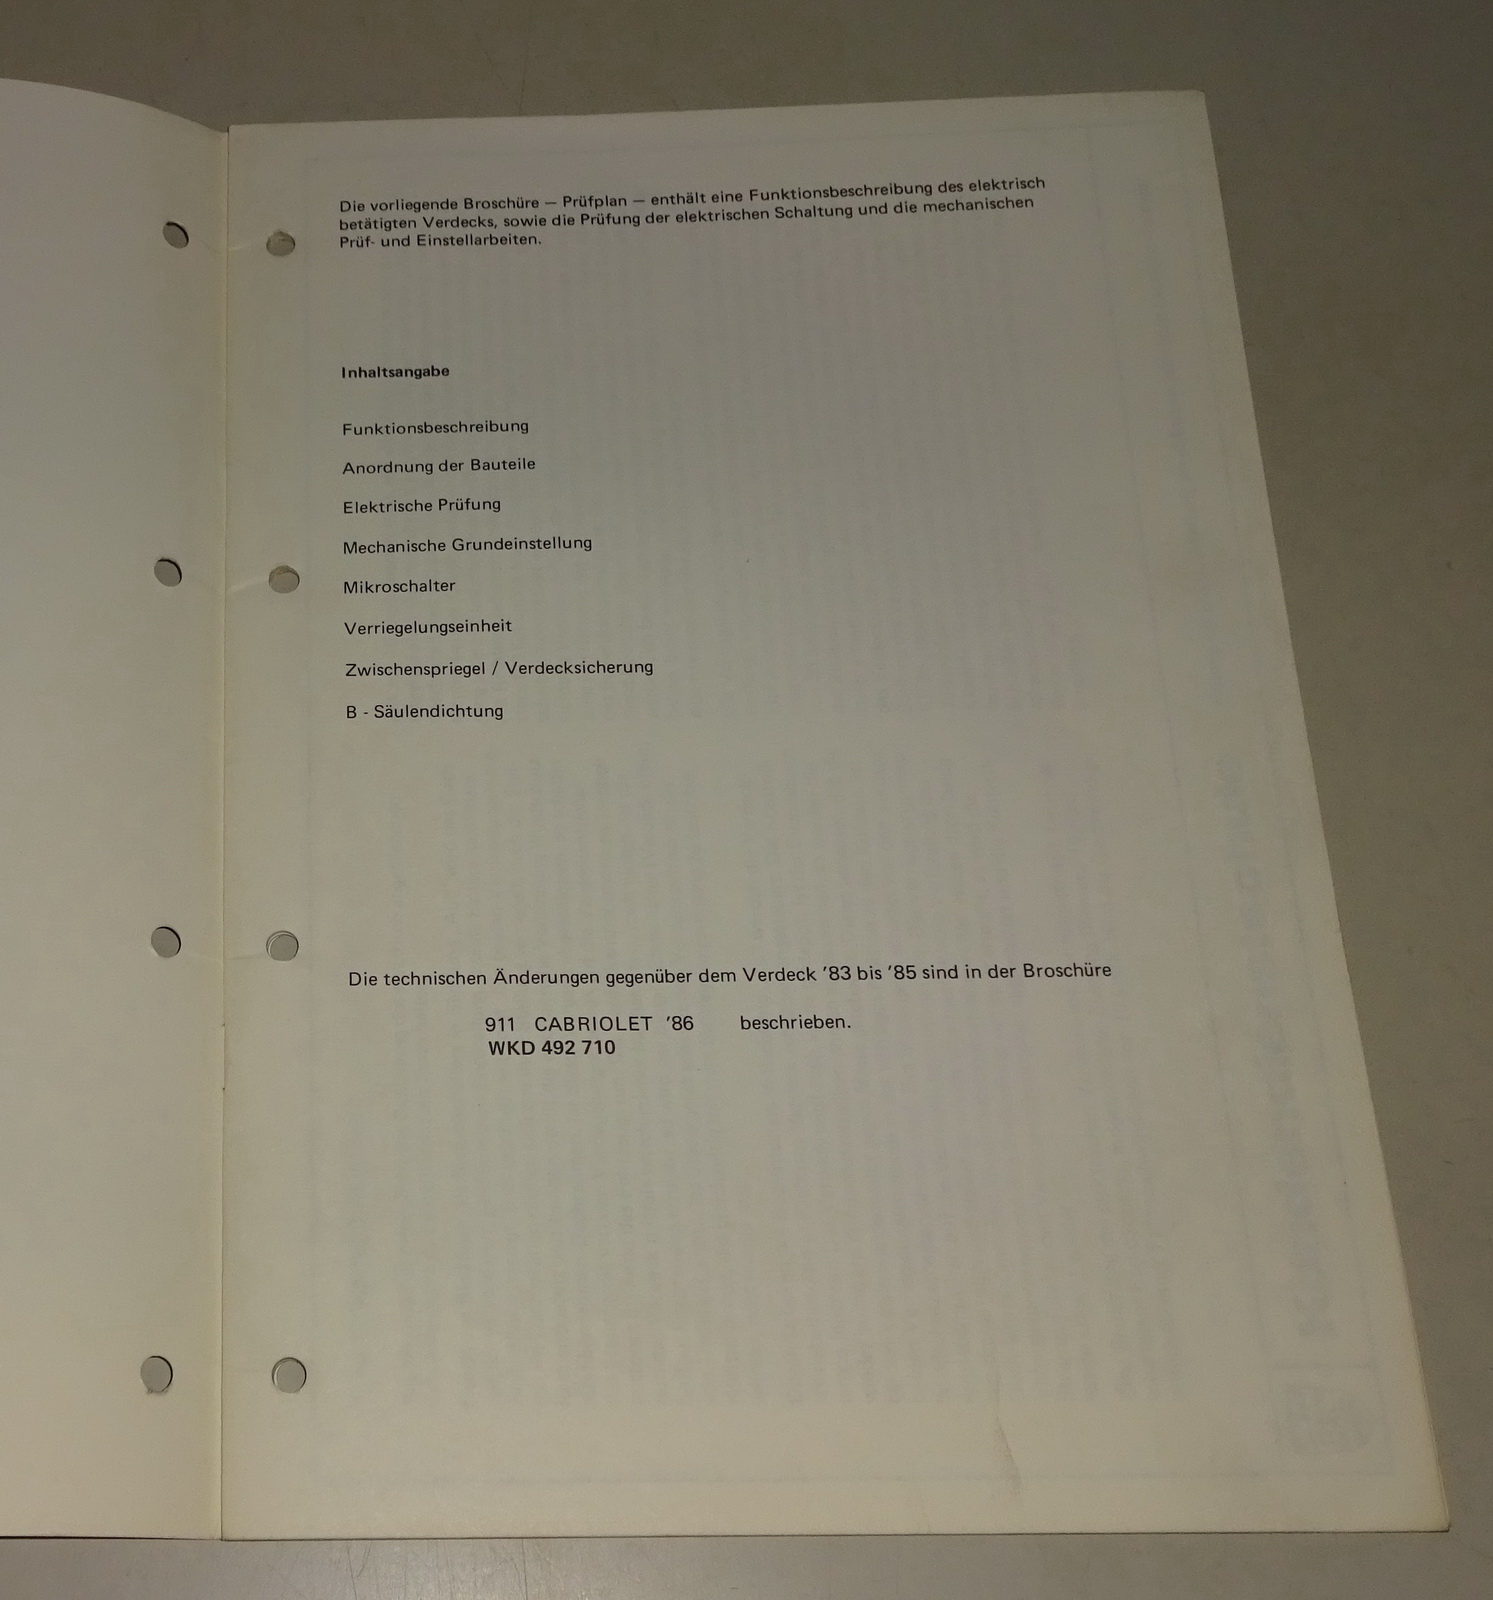 Die vorliegende Broschüre — Prüfplan — enthält eine Funktionsbeschreibung des elektrisch
betätigten Verdecks, sowie die Prüfung der elektrischen Schaltung und die mechanischen
Prüf- und Einstellarbeiten.
Inhaltsangabe
Funktionsbeschreibung
Anordnung der Bauteile
Elektrische Prüfung
Mechanische Grundeinstellung
Mikroschalter
Verriegelungseinheit
Zwischenspriegel / Verdecksicherung
B - Säulendichtung
Die technischen Änderungen gegenüber dem Verdeck '83 bis '85 sind in der Broschüre
911 CABRIOLET '86 beschrieben.
WKD 492 710